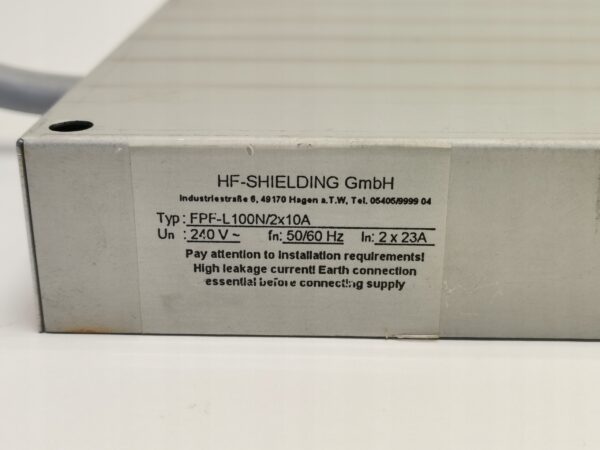 HF-SHIELDING GmbH
Industriestraße 6, 49170 Hagen a.T.W, Tel. 05405/9999 04
Typ : FPF-L100N/2x10A
Un : 240 V ~ fn: 50/60 Hz In: 2 x 23A
Pay attention to installation requirements!
High leakage current! Earth connection
essential before connecting supply